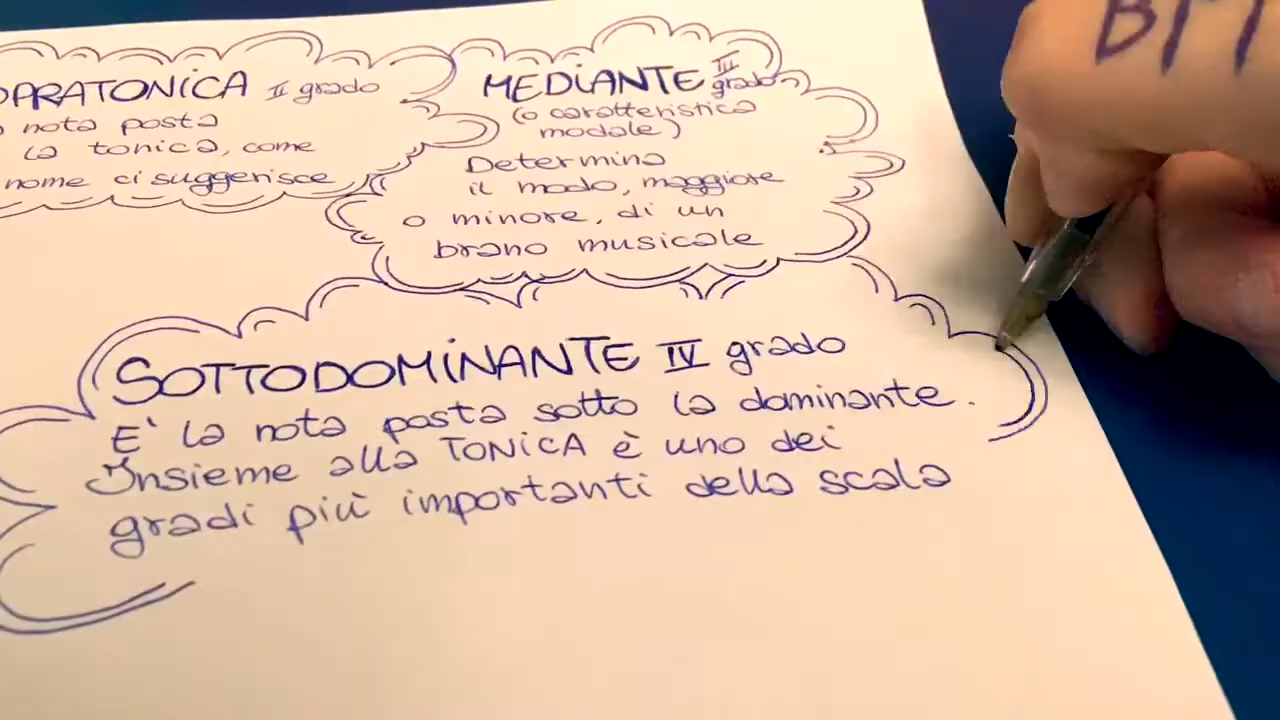 OPRATONICA II grado
nota posta
la tonica, come
nome ci suggerisce
MEDIANTE III grado
(o caratteristica
modale)
Determina
il modo, maggiore
o minore, di un
brano musicale
SOTTODOMINANTE IV grado
E' la nota posta sotto la dominante.
Insieme alla TONICA è uno dei
gradi più importanti della scala